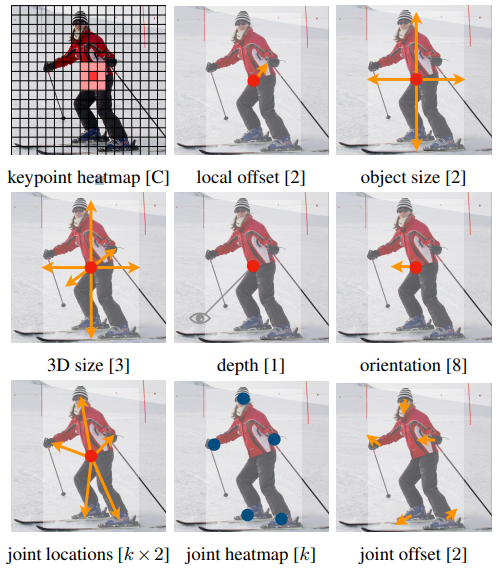 keypoint heatmap [C] local offset [2] object size [2]
3D size [3] depth [1] orientation [8]
joint locations [k × 2] joint heatmap [k] joint offset [2]